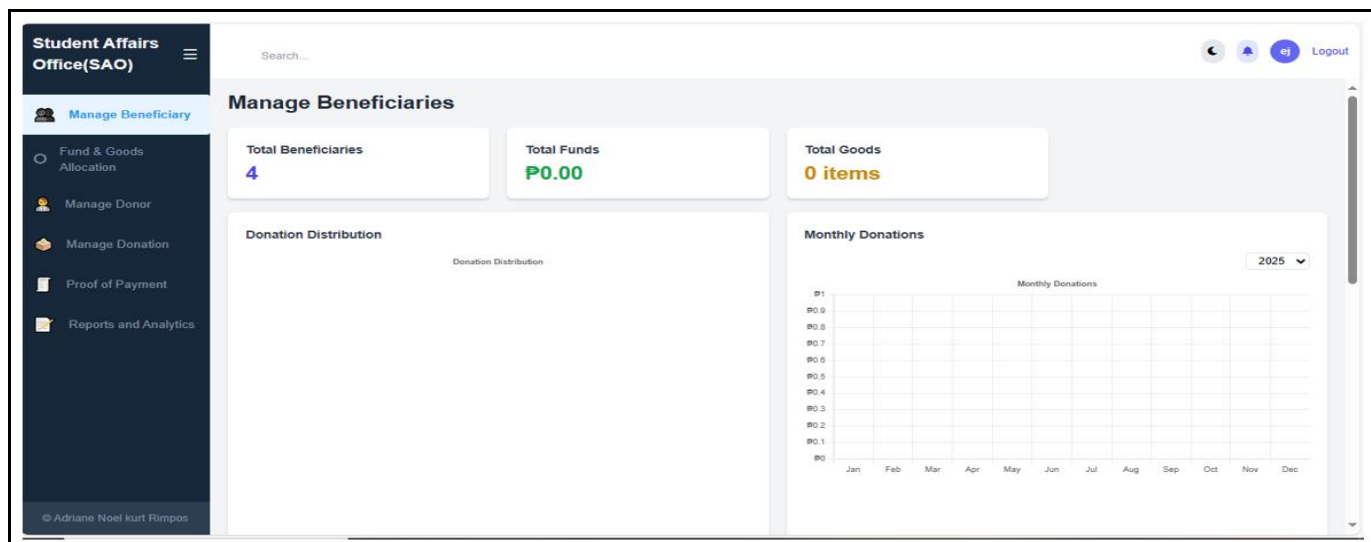 Student Affairs
Office(SAO)
Search...
ej
Logout
Manage Beneficiary
Fund & Goods
Allocation
Manage Donor
Manage Donation
Proof of Payment
Reports and Analytics
© Adriane Noel kurt Rimpos
Manage Beneficiaries
Total Beneficiaries
4
Total Funds
₱0.00
Total Goods
0 items
Donation Distribution
Donation Distribution
Monthly Donations
2025
Monthly Donations
₱1
₱0.9
₱0.8
₱0.7
₱0.6
₱0.5
₱0.4
₱0.3
₱0.2
₱0.1
₱0
Jan Feb Mar Apr May Jun Jul Aug Sep Oct Nov Dec